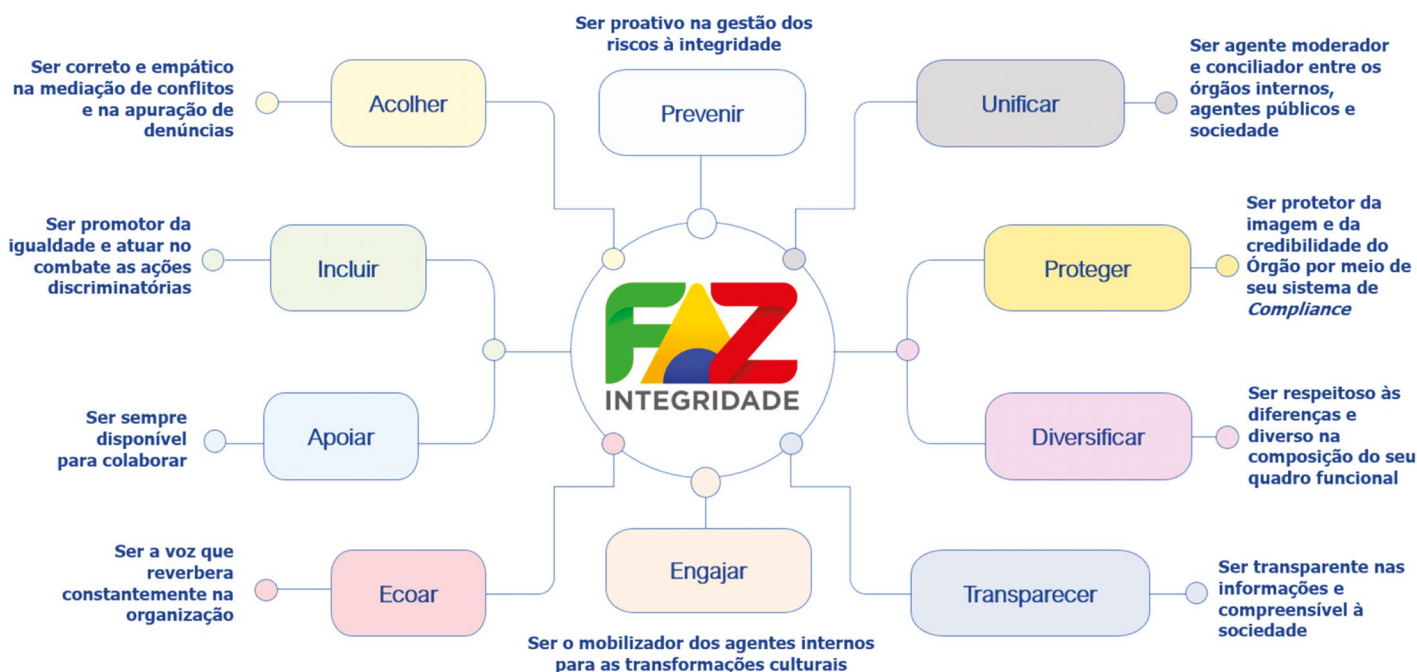 Ser proativo na gestão dos
riscos à integridade
Prevenir
Ser correto e empático
na mediação de conflitos
e na apuração de
denúncias
Acolher
Unificar
Ser agente moderador
e conciliador entre os
órgãos internos,
agentes públicos e
sociedade
Ser promotor da
igualdade e atuar no
combate as ações
discriminatórias
Incluir
Proteger
Ser protetor da
imagem e da
credibilidade do
Órgão por meio de
seu sistema de
Compliance
FAZ
INTEGRIDADE
Ser sempre
disponível
para colaborar
Apoiar
Diversificar
Ser respeitoso às
diferenças e
diverso na
composição do seu
quadro funcional
Ser a voz que
reverbera
constantemente na
organização
Ecoar
Engajar
Ser o mobilizador dos agentes internos
para as transformações culturais
Transparecer
Ser transparente nas
informações e
compreensível à
sociedade